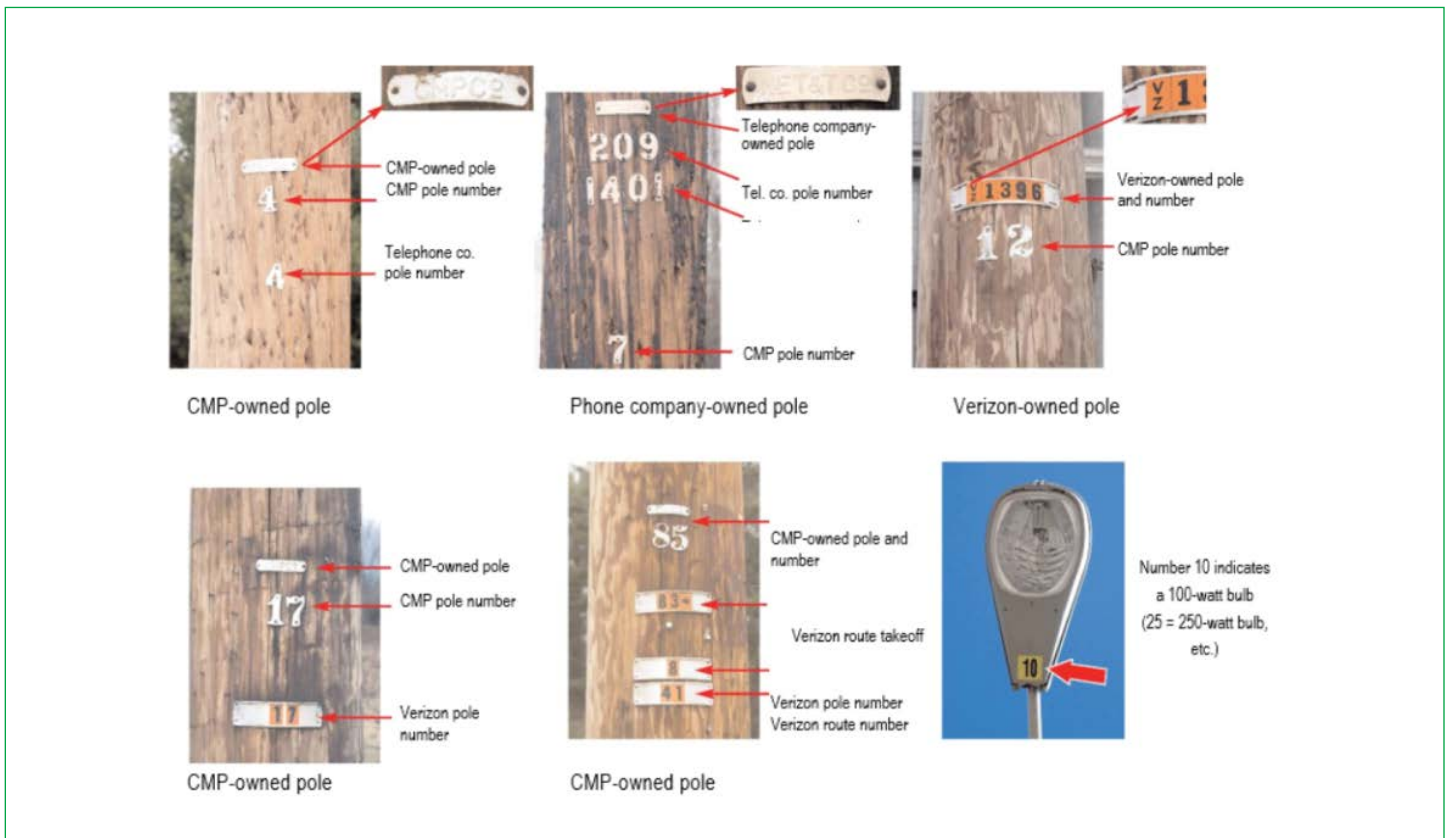 CMPCO
NET&TCO
VZ 1
CMP-owned pole
CMP pole number
4
Telephone co.
pole number
Telephone company-
owned pole
209
Tel. co. pole number
1401
7
CMP pole number
VZ 1396
Verizon-owned pole
and number
12
CMP pole number
CMP-owned pole
Phone company-owned pole
Verizon-owned pole
CMP-owned pole
17
CMP pole number
17
Verizon pole
number
CMP-owned pole
85
CMP-owned pole and
number
83
Verizon route takeoff
8
41
Verizon pole number
Verizon route number
CMP-owned pole
10
Number 10 indicates
a 100-watt bulb
(25 = 250-watt bulb,
etc.)